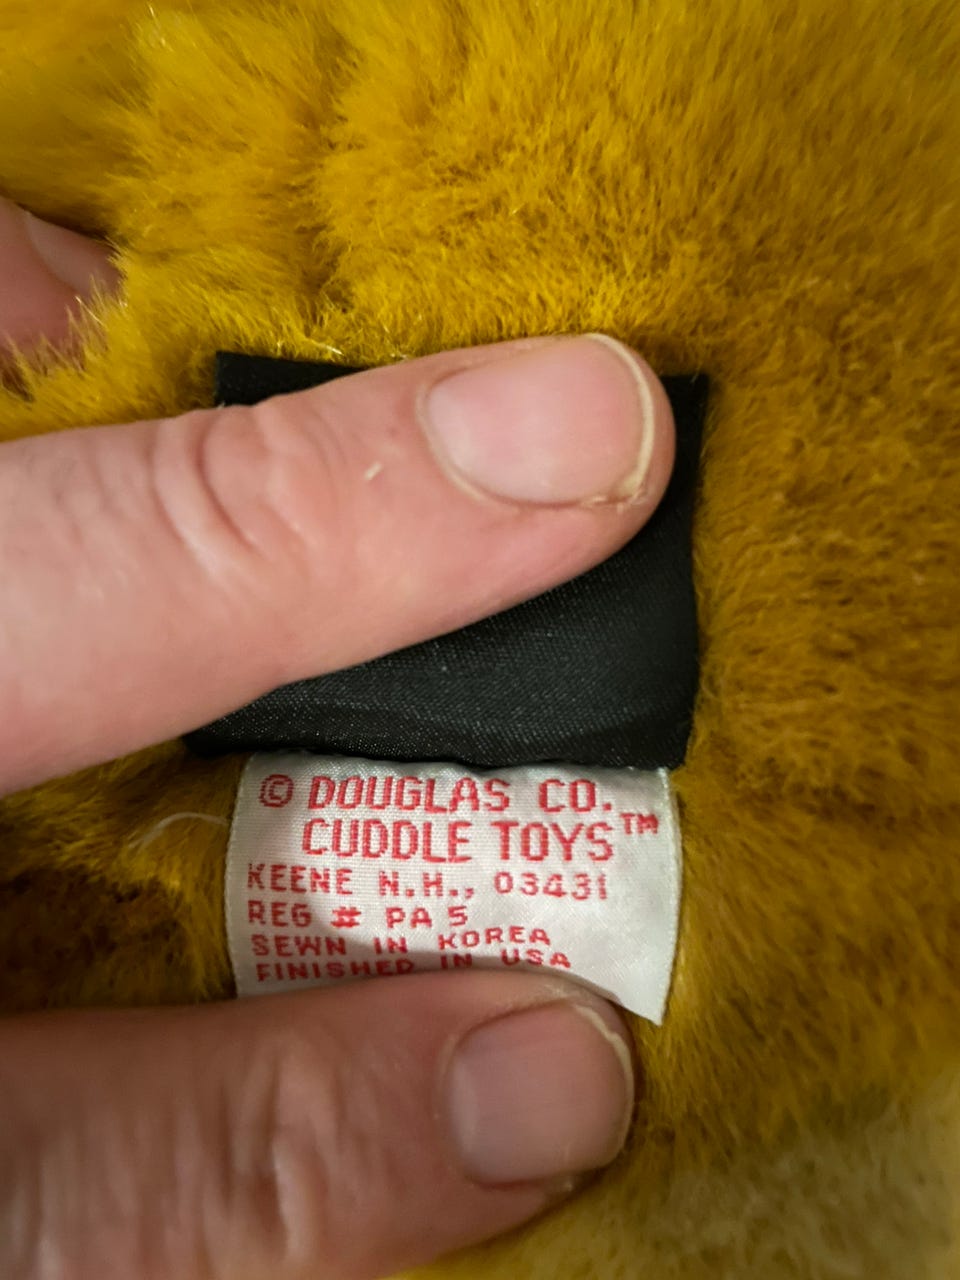 © DOUGLAS CO.
CUDDLE TOYS™
KEENE N.H., 03431
REG # PA 5
SEWN IN KOREA
FINISHED IN USA